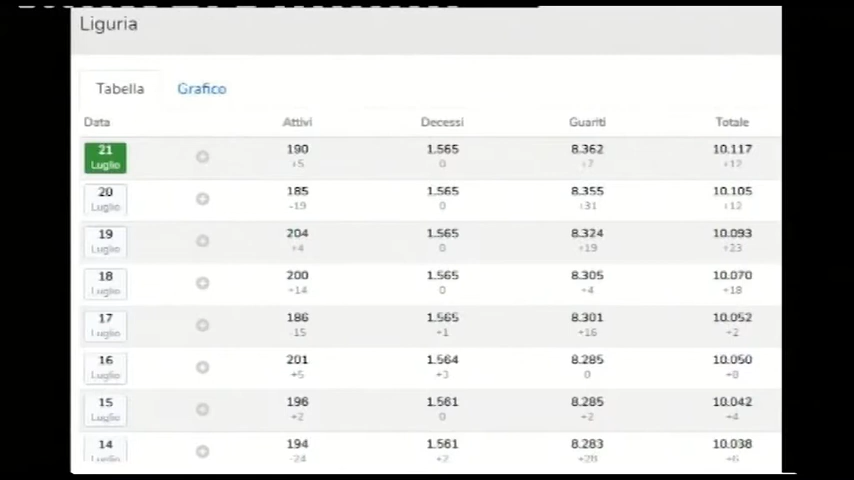 Liguria
Tabella Grafico
Data Attivi Decessi Guariti Totale
21 190 1.565 8.362 10.117
Luglio +5 0 +7 +12
20 185 1.565 8.355 10.105
Luglio -19 0 +31 +12
19 204 1.565 8.324 10.093
Luglio +4 0 +19 +23
18 200 1.565 8.305 10.070
Luglio +14 0 +4 +18
17 186 1.565 8.301 10.052
Luglio -15 +1 +16 +2
16 201 1.564 8.285 10.050
Luglio +5 +3 0 +8
15 196 1.561 8.285 10.042
Luglio +2 0 +2 +4
14 194 1.561 8.283 10.038
Luglio -24 +2 +28 +6